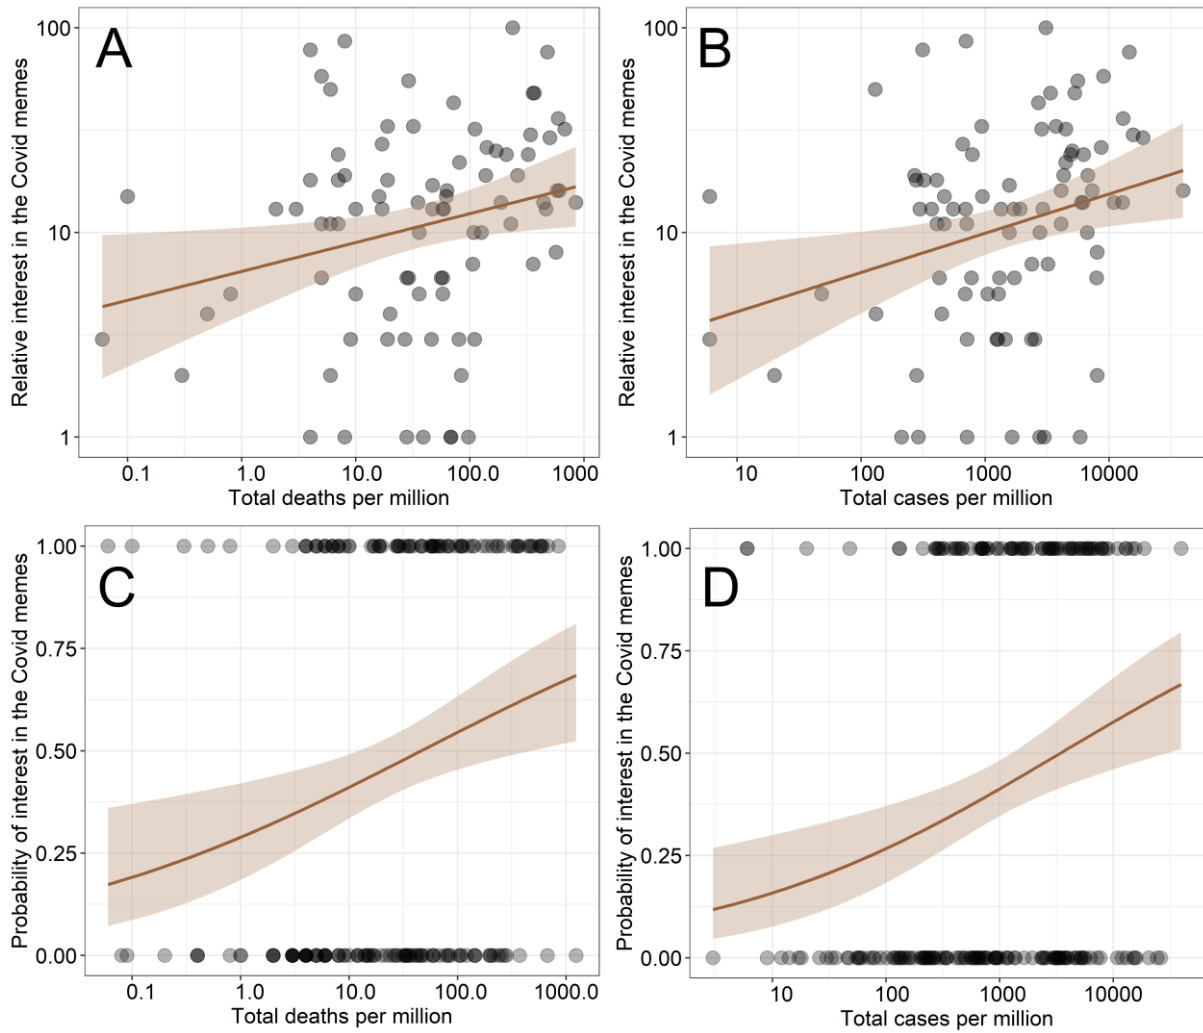 A
Relative interest in the Covid memes
100
10
1
0.1 1.0 10.0 100.0 1000
Total deaths per million
B
Relative interest in the Covid memes
100
10
1
10 100 1000 10000
Total cases per million
C
Probability of interest in the Covid memes
1.00
0.75
0.50
0.25
0.00
0.1 1.0 10.0 100.0 1000.0
Total deaths per million
D
Probability of interest in the Covid memes
1.00
0.75
0.50
0.25
0.00
10 100 1000 10000
Total cases per million